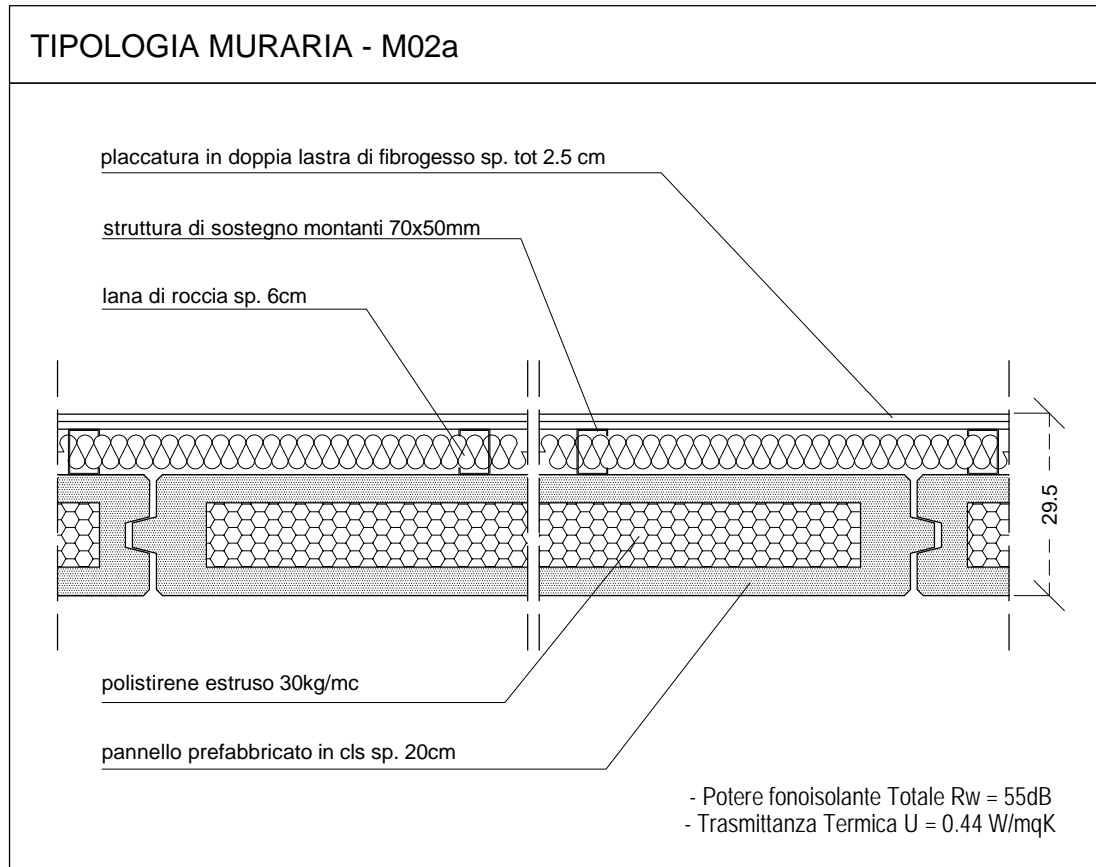 TIPOLOGIA MURARIA - M02a
placcatura in doppia lastra di fibrogesso sp. tot 2.5 cm
struttura di sostegno montanti 70x50mm
lana di roccia sp. 6cm
29.5
polistirene estruso 30kg/mc
pannello prefabbricato in cls sp. 20cm
- Potere fonoisolante Totale Rw = 55dB
- Trasmittanza Termica U = 0.44 W/mqK